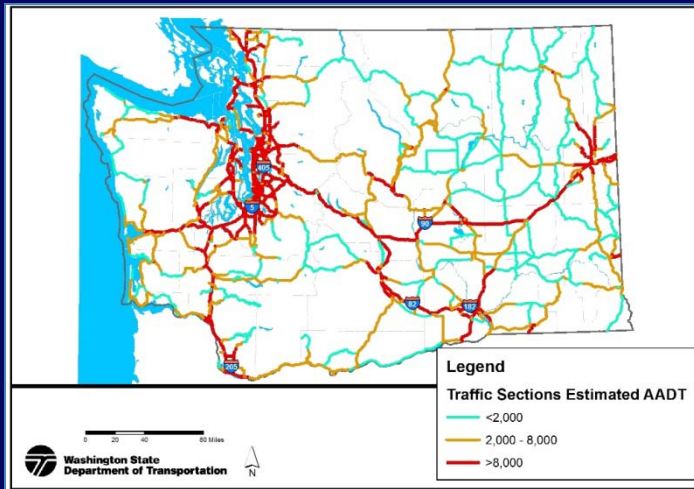 405
5
90
82
182
205
Legend
Traffic Sections Estimated AADT
<2,000
2,000 - 8,000
>8,000
0 20 40 80 Miles
Washington State
Department of Transportation
N